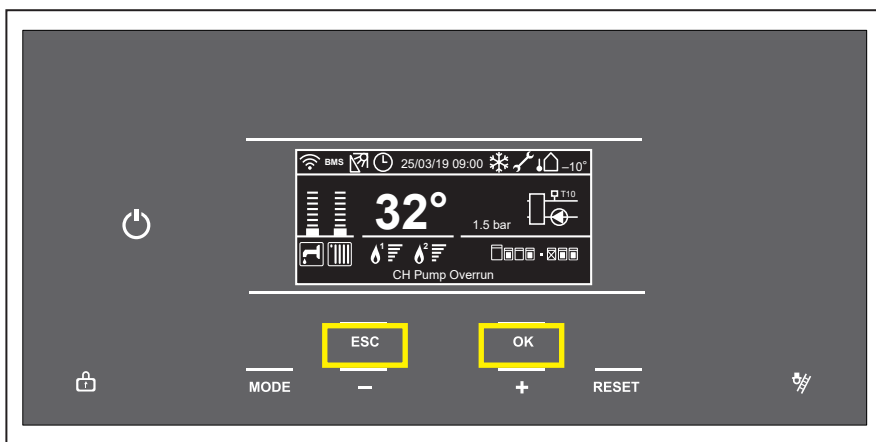 BMS 25/03/19 09:00 –10°
32° 1.5 bar T10
1 2
CH Pump Overrun
ESC OK
MODE – + RESET